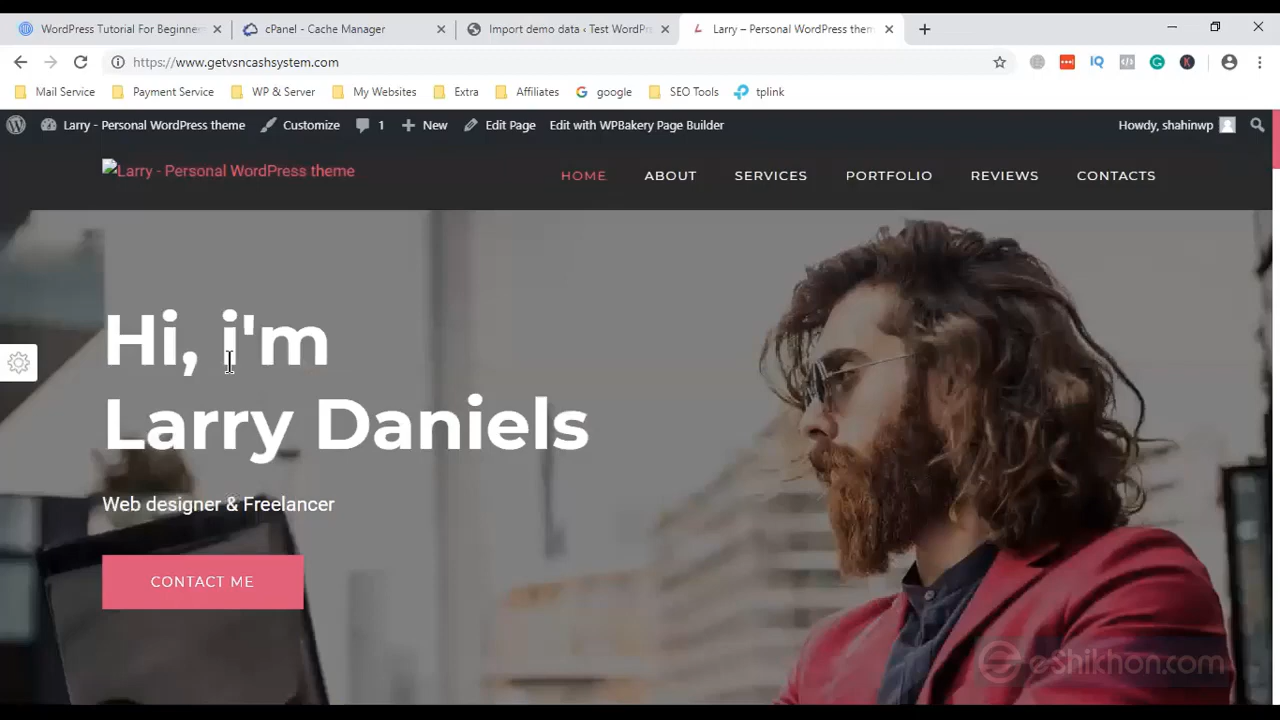 WordPress Tutorial For Beginner
cPanel - Cache Manager
Import demo data ‹ Test WordPr
Larry – Personal WordPress them
https://www.getvsncashsystem.com
Mail Service
Payment Service
WP & Server
My Websites
Extra
Affiliates
google
SEO Tools
tplink
Larry - Personal WordPress theme
Customize
1
New
Edit Page
Edit with WPBakery Page Builder
Howdy, shahinwp
Larry - Personal WordPress theme
HOME
ABOUT
SERVICES
PORTFOLIO
REVIEWS
CONTACTS
Hi, i'm
Larry Daniels
Web designer & Freelancer
CONTACT ME
eShikhon.com